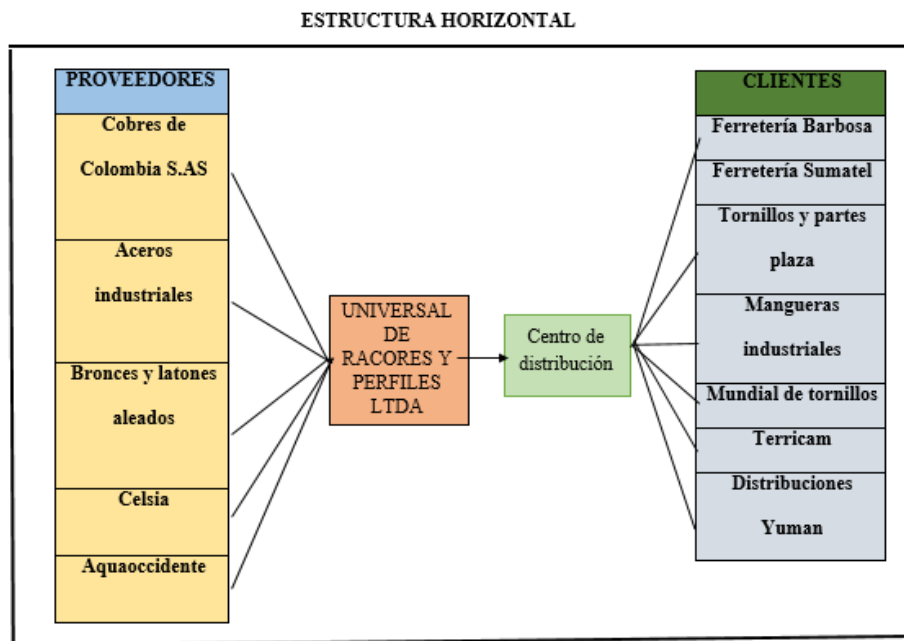 ESTRUCTURA HORIZONTAL
PROVEEDORES
Cobres de
Colombia S.AS
Aceros
industriales
Bronces y latones
aleados
Celsia
Aquaoccidente
UNIVERSAL
DE
RACORES Y
PERFILES
LTDA
Centro de
distribución
CLIENTES
Ferretería Barbosa
Ferretería Sumatel
Tornillos y partes
plaza
Mangueras
industriales
Mundial de tornillos
Terricam
Distribuciones
Yuman